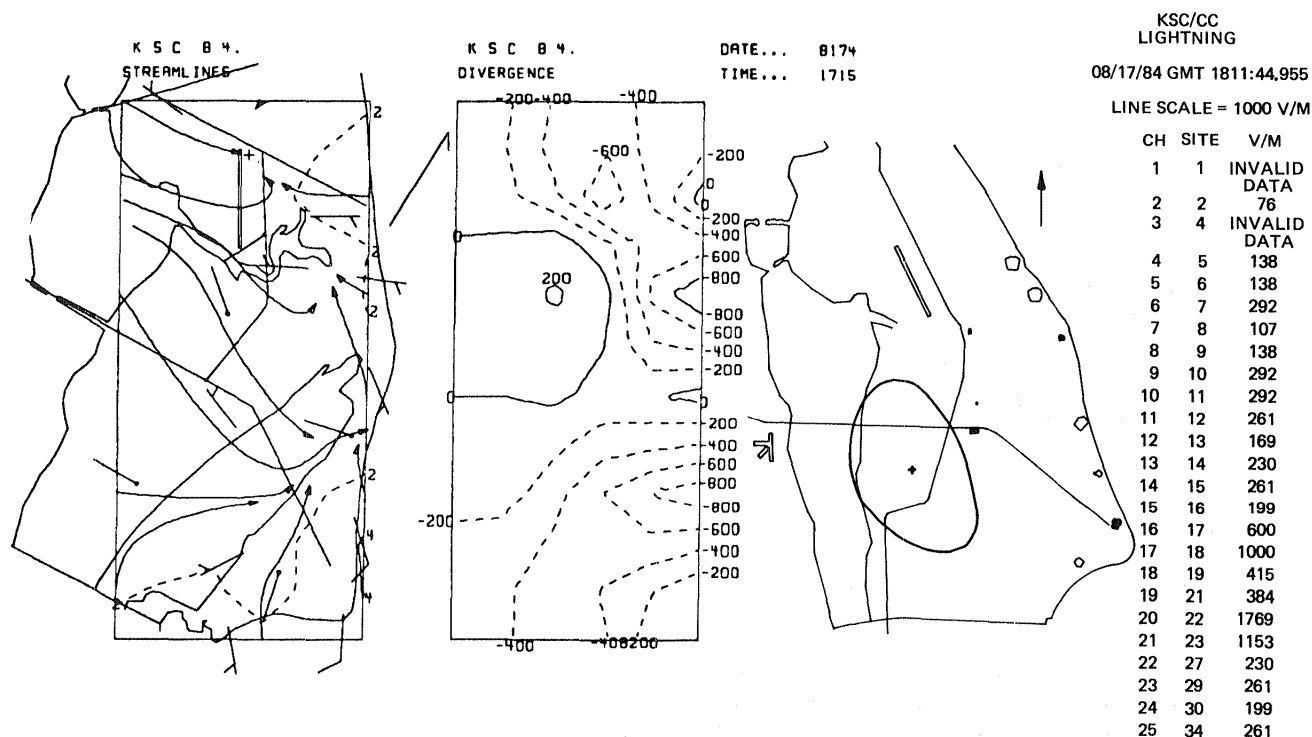 K S C 8 4.
STREAMLINES
2
2
2
2
2
4
4
2
K S C 8 4.
DIVERGENCE
-200-400
-400
-600
-200
0
0
-200
-400
-600
-800
-800
-600
-400
-200
0
0
200
0
-200
-400
-600
-800
-800
-600
-400
-200
-200
-400
DATE... 8174
TIME... 1715
KSC/CC
LIGHTNING
08/17/84 GMT 1811:44.955
LINE SCALE = 1000 V/M
CH SITE V/M
1 1 INVALID
DATA
2 2 76
3 4 INVALID
DATA
4 5 138
5 6 138
6 7 292
7 8 107
8 9 138
9 10 292
10 11 292
11 12 261
12 13 169
13 14 230
14 15 261
15 16 199
16 17 600
17 18 1000
18 19 415
19 21 384
20 22 1769
21 23 1153
22 27 230
23 29 261
24 30 199
25 34 261